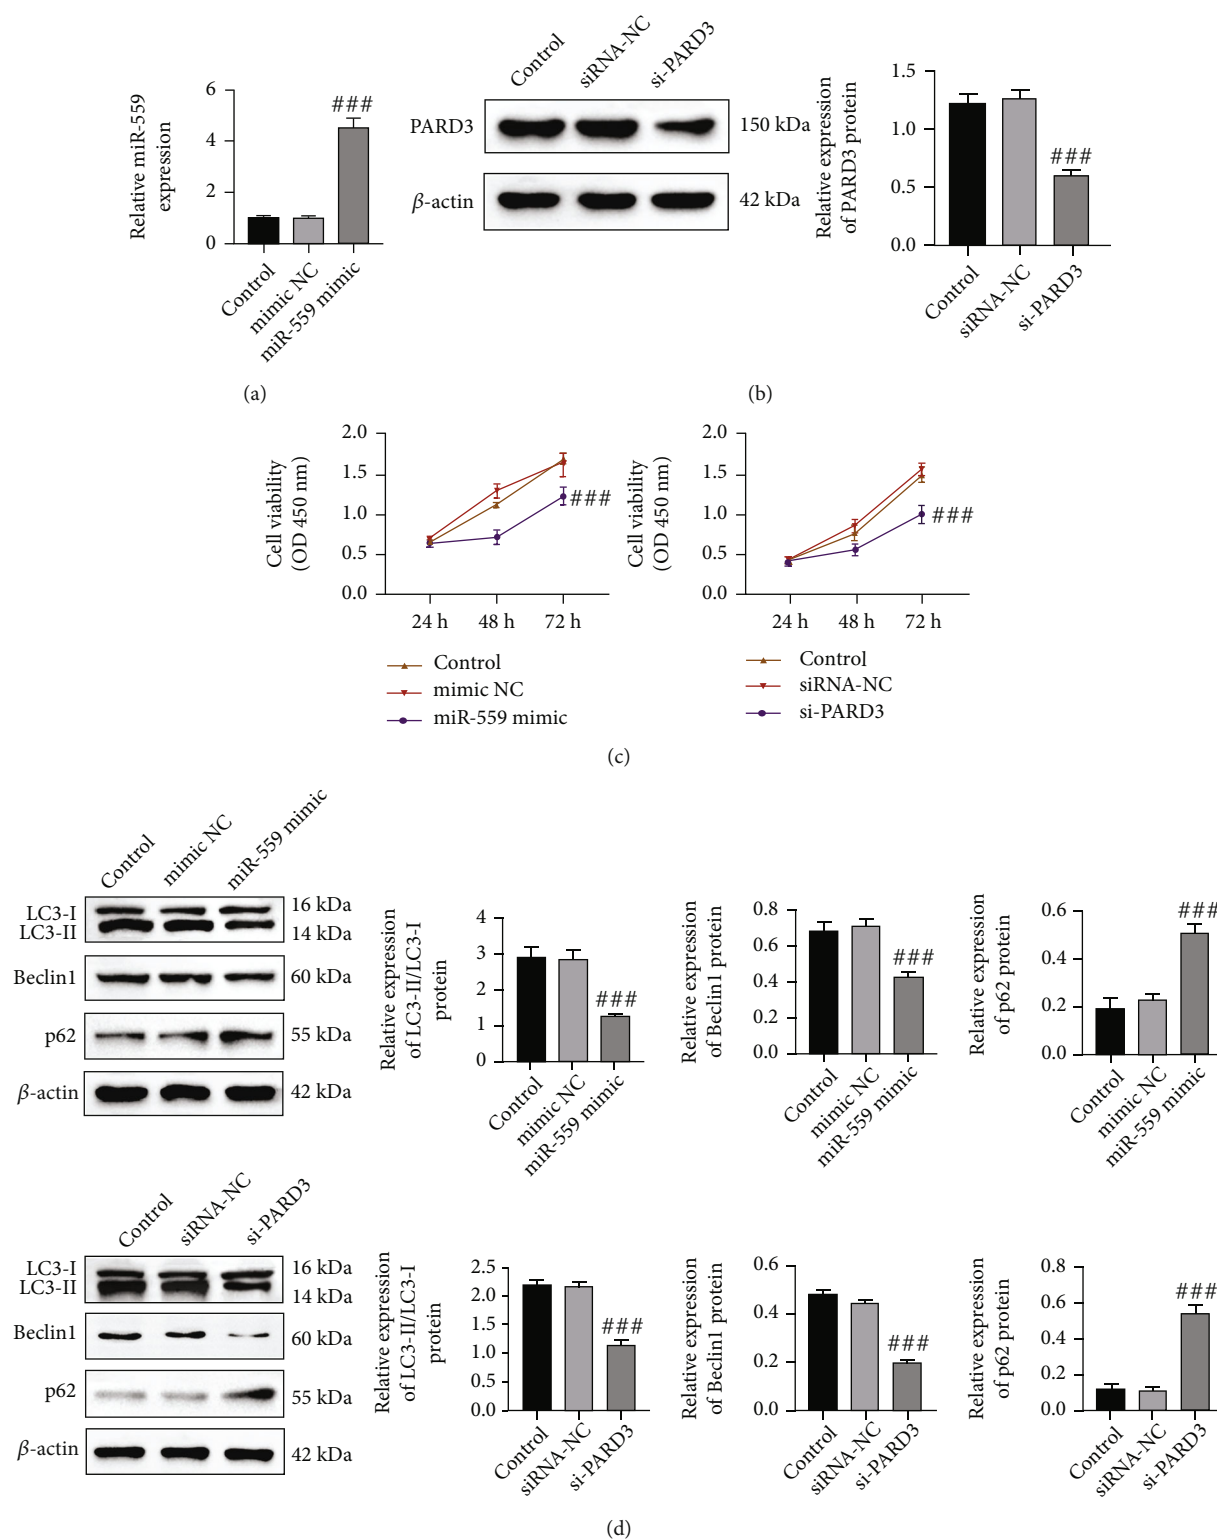 Relative miR-559
expression
6
4
2
0
###
Control
mimic NC
miR-559 mimic
(a)
Control
siRNA-NC
si-PARD3
PARD3
150 kDa
β-actin
42 kDa
Relative expression
of PARD3 protein
1.5
1.0
0.5
0.0
###
Control
siRNA-NC
si-PARD3
(b)
Cell viability
(OD 450 nm)
2.0
1.5
1.0
0.5
0.0
###
24 h
48 h
72 h
Control
mimic NC
miR-559 mimic
Cell viability
(OD 450 nm)
2.0
1.5
1.0
0.5
0.0
###
24 h
48 h
72 h
Control
siRNA-NC
si-PARD3
(c)
Control
mimic NC
miR-559 mimic
LC3-I
16 kDa
LC3-II
14 kDa
Beclin1
60 kDa
p62
55 kDa
β-actin
42 kDa
Relative expression
of LC3-II/LC3-I
protein
4
3
2
1
0
###
Control
mimic NC
miR-559 mimic
Relative expression
of Beclin1 protein
0.8
0.6
0.4
0.2
0.0
###
Control
mimic NC
miR-559 mimic
Relative expression
of p62 protein
0.6
0.4
0.2
0.0
###
Control
mimic NC
miR-559 mimic
Control
siRNA-NC
si-PARD3
LC3-I
16 kDa
LC3-II
14 kDa
Beclin1
60 kDa
p62
55 kDa
β-actin
42 kDa
Relative expression
of LC3-II/LC3-I
protein
2.5
2.0
1.5
1.0
0.5
0.0
###
Control
siRNA-NC
si-PARD3
Relative expression
of Beclin1 protein
0.6
0.4
0.2
0.0
###
Control
siRNA-NC
si-PARD3
Relative expression
of p62 protein
0.8
0.6
0.4
0.2
0.0
###
Control
siRNA-NC
si-PARD3
(d)